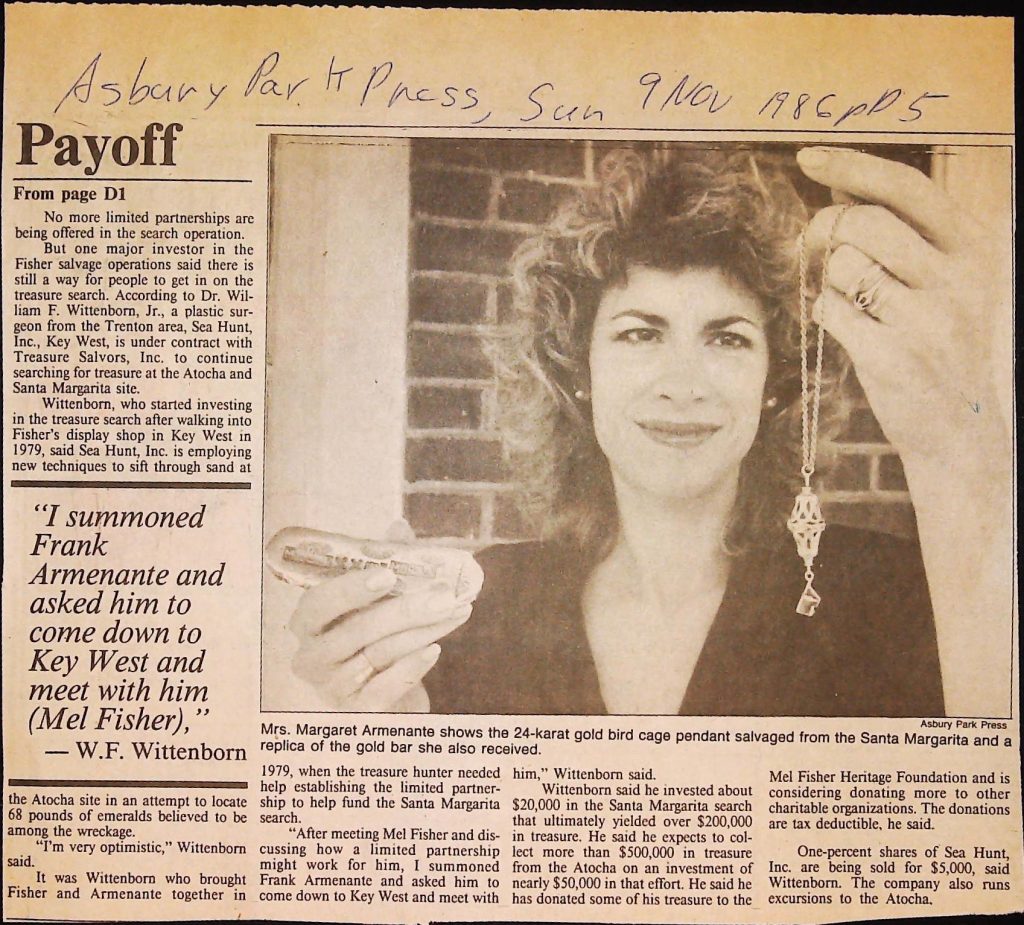 Asbury Park Press, Sun 9 Nov 1986 p D5
Payoff
From page D1
No more limited partnerships are
being offered in the search operation.
But one major investor in the
Fisher salvage operations said there is
still a way for people to get in on the
treasure search. According to Dr. Wil-
liam F. Wittenborn, Jr., a plastic sur-
geon from the Trenton area, Sea Hunt,
Inc., Key West, is under contract with
Treasure Salvors, Inc. to continue
searching for treasure at the Atocha and
Santa Margarita site.
Wittenborn, who started investing
in the treasure search after walking into
Fisher's display shop in Key West in
1979, said Sea Hunt, Inc. is employing
new techniques to sift through sand at
"I summoned
Frank
Armenante and
asked him to
come down to
Key West and
meet with him
(Mel Fisher),"
— W.F. Wittenborn
the Atocha site in an attempt to locate
68 pounds of emeralds believed to be
among the wreckage.
"I'm very optimistic," Wittenborn
said.
It was Wittenborn who brought
Fisher and Armenante together in
Asbury Park Press
Mrs. Margaret Armenante shows the 24-karat gold bird cage pendant salvaged from the Santa Margarita and a
replica of the gold bar she also received.
1979, when the treasure hunter needed
help establishing the limited partner-
ship to help fund the Santa Margarita
search.
"After meeting Mel Fisher and dis-
cussing how a limited partnership
might work for him, I summoned
Frank Armenante and asked him to
come down to Key West and meet with
him," Wittenborn said.
Wittenborn said he invested about
$20,000 in the Santa Margarita search
that ultimately yielded over $200,000
in treasure. He said he expects to col-
lect more than $500,000 in treasure
from the Atocha on an investment of
nearly $50,000 in that effort. He said he
has donated some of his treasure to the
Mel Fisher Heritage Foundation and is
considering donating more to other
charitable organizations. The donations
are tax deductible, he said.
One-percent shares of Sea Hunt,
Inc. are being sold for $5,000, said
Wittenborn. The company also runs
excursions to the Atocha.